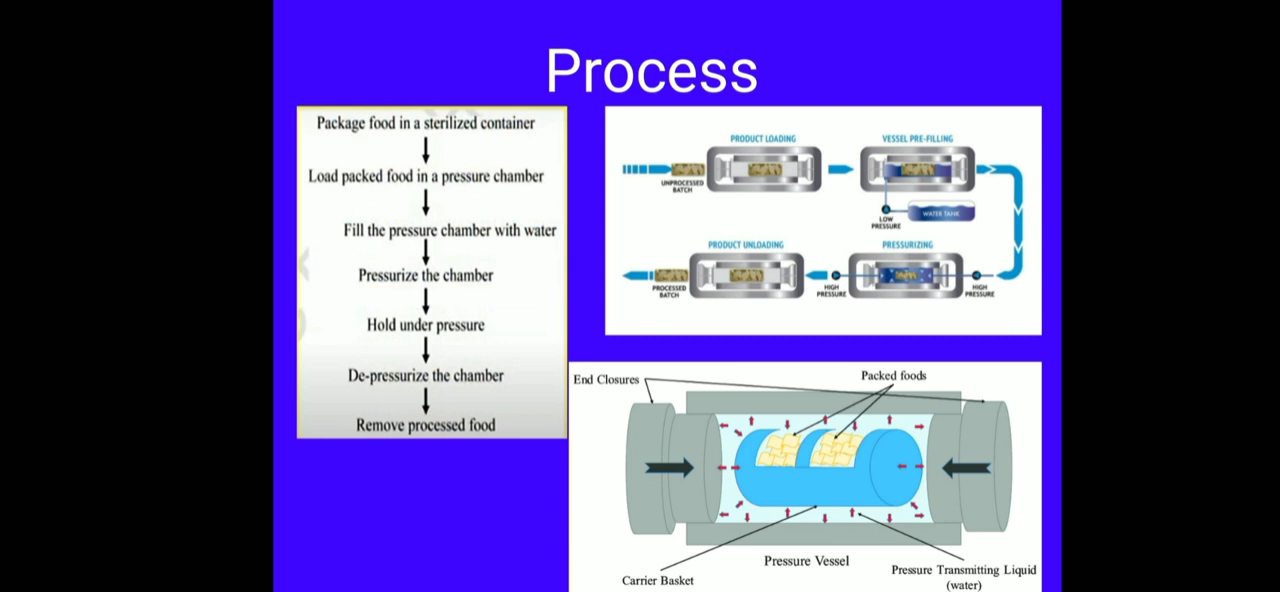 Process
Package food in a sterilized container
Load packed food in a pressure chamber
Fill the pressure chamber with water
Pressurize the chamber
Hold under pressure
De-pressurize the chamber
Remove processed food
PRODUCT LOADING
VESSEL PRE-FILLING
UNPROCESSED
BATCH
LOW
PRESSURE
WATER TANK
PRODUCT UNLOADING
PRESSURIZING
PROCESSED
BATCH
HIGH
PRESSURE
HIGH
PRESSURE
End Closures
Packed foods
Carrier Basket
Pressure Vessel
Pressure Transmitting Liquid
(water)